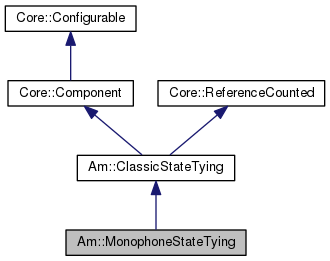 Core::Configurable
Core::Component
Core::ReferenceCounted
Am::ClassicStateTying
Am::MonophoneStateTying